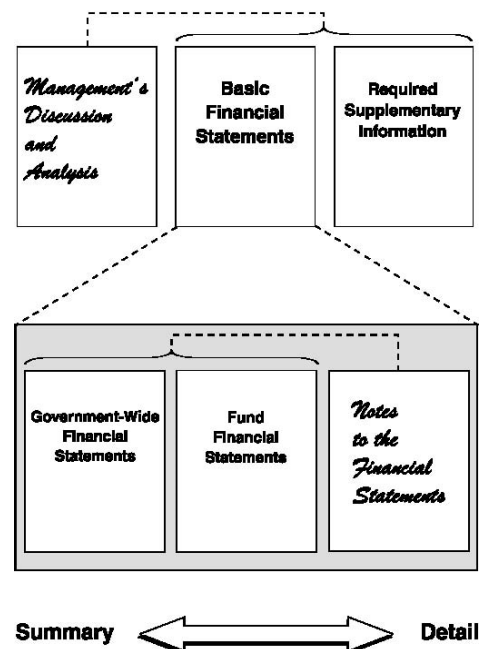 Management's
Discussion
and
Analysis
Basic
Financial
Statements
Required
Supplementary
Information
Government-Wide
Financial
Statements
Fund
Financial
Statements
Notes
to the
Financial
Statements
Summary
Detail